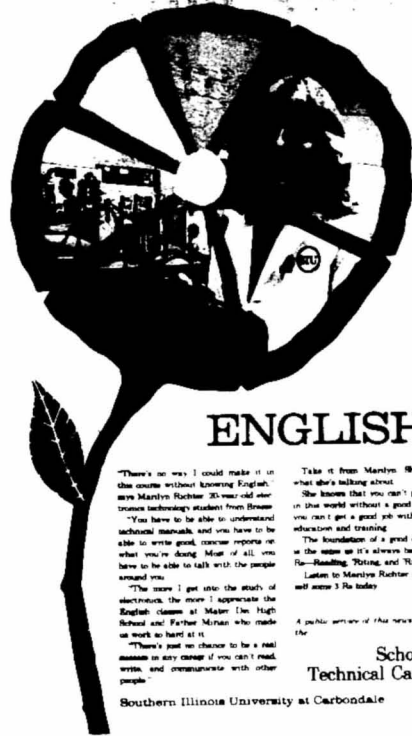 SIU
ENGLISH
"There's no way I could make it in
this course without knowing English,"
says Marilyn Richter 20-year-old elec
tronics technology student from Breese
"You have to be able to understand
technical manuals, and you have to be
able to write good, concise reports on
what you're doing Most of all, you
have to be able to talk with the people
around you
"The more I get into the study of
electronics, the more I appreciate the
English classes at Mater Dei High
School and Father who made
us work so hard at it
"There's just no chance to be a real
success in any career if you can't read,
write, and communicate with other
people"
Take it from Marilyn
what she's talking about
She knows that you can't
in this world without a good
you can't get a good job with
education and training
The foundation of a good
is the same as it's always be
Rs—Reading, 'Riting, and 'R
Listen to Marilyn Richter
self some 3 Rs today
A public service of this news
the
Scho
Technical Ca
Southern Illinois University at Carbondale